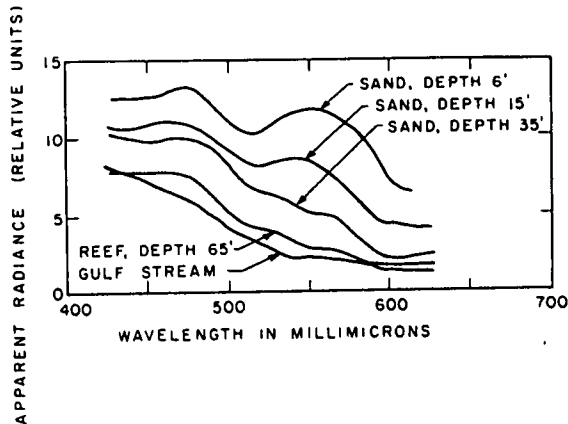 APPARENT RADIANCE (RELATIVE UNITS)
15
10
5
0
SAND, DEPTH 6'
SAND, DEPTH 15'
SAND, DEPTH 35'
REEF, DEPTH 65'
GULF STREAM
400
500
600
700
WAVELENGTH IN MILLIMICRONS